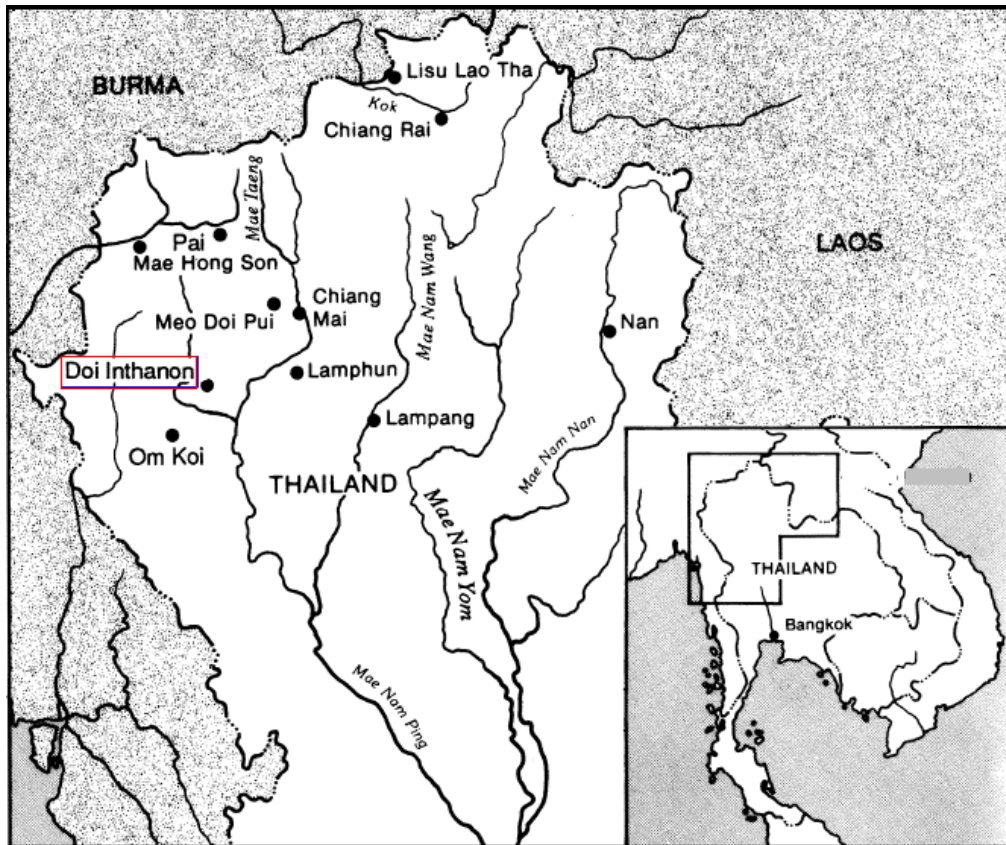 BURMA
Lisu Lao Tha
Kok
Chiang Rai
Mae Taeng
Pai
Mae Hong Son
LAOS
Mae Nam Wang
Chiang
Mai
Meo Doi Pui
Nan
Doi Inthanon
Lamphun
Lampang
Om Koi
Mae Nam Nan
THAILAND
Mae Nam Yom
Mae Nam Ping
THAILAND
Bangkok